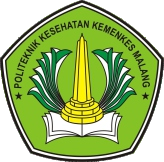 ★ POLITEKNIK KESEHATAN KEMENKES MALANG ★